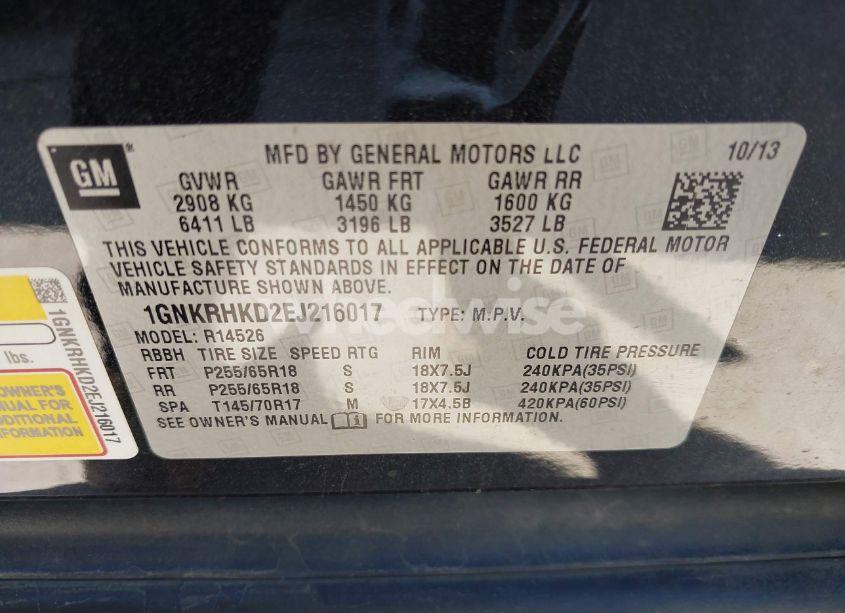 GM
MFD BY GENERAL MOTORS LLC 10/13
GVWR GAWR FRT GAWR RR
2908 KG 1450 KG 1600 KG
6411 LB 3196 LB 3527 LB
THIS VEHICLE CONFORMS TO ALL APPLICABLE U.S. FEDERAL MOTOR
VEHICLE SAFETY STANDARDS IN EFFECT ON THE DATE OF
MANUFACTURE SHOWN ABOVE.
1GNKRHKD2EJ216017 TYPE: M.P.V.
MODEL: R14526
RBBH TIRE SIZE SPEED RTG RIM COLD TIRE PRESSURE
FRT P255/65R18 S 18X7.5J 240KPA(35PSI)
RR P255/65R18 S 18X7.5J 240KPA(35PSI)
SPA T145/70R17 M 17X4.5B 420KPA(60PSI)
SEE OWNER'S MANUAL FOR MORE INFORMATION.
lbs.
OWNER'S
MANUAL FOR
ADDITIONAL
INFORMATION
1GNKRHKD2EJ216017
wheelwise